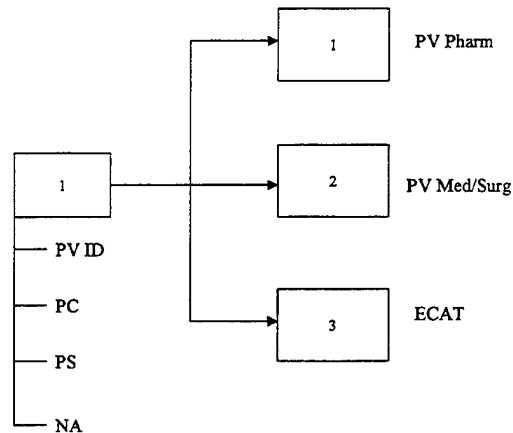 1
PV Pharm
1
2
PV Med/Surg
PV ID
PC
3
ECAT
PS
NA